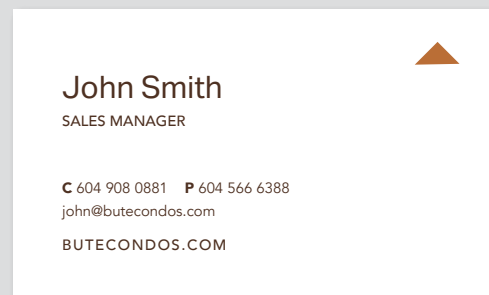 John Smith
SALES MANAGER
C 604 908 0881 P 604 566 6388
john@butecondos.com
BUTECONDOS.COM